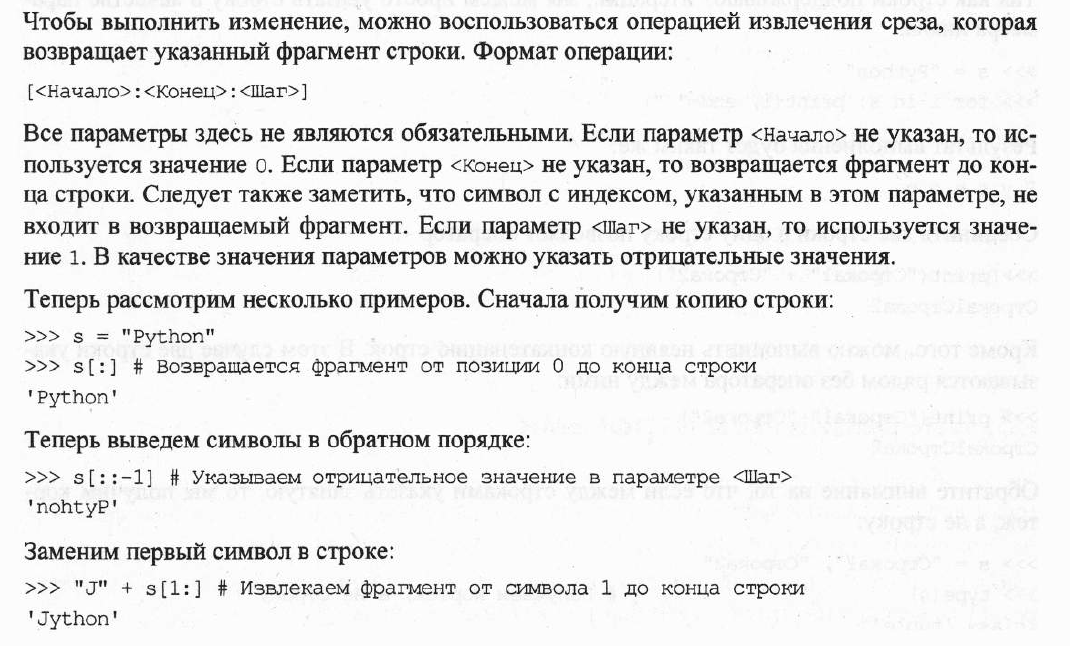 Чтобы выполнить изменение, можно воспользоваться операцией извлечения среза, которая
возвращает указанный фрагмент строки. Формат операции:
[<Начало>:<Конец>:<Шаг>]
Все параметры здесь не являются обязательными. Если параметр <Начало> не указан, то ис-
пользуется значение 0. Если параметр <Конец> не указан, то возвращается фрагмент до кон-
ца строки. Следует также заметить, что символ с индексом, указанным в этом параметре, не
входит в возвращаемый фрагмент. Если параметр <Шаг> не указан, то используется значе-
ние 1. В качестве значения параметров можно указать отрицательные значения.
Теперь рассмотрим несколько примеров. Сначала получим копию строки:
>>> s = "Python"
>>> s[:] # Возвращается фрагмент от позиции 0 до конца строки
'Python'
Теперь выведем символы в обратном порядке:
>>> s[::-1] # Указываем отрицательное значение в параметре <Шаг>
'nohtyP'
Заменим первый символ в строке:
>>> "J" + s[1:] # Извлекаем фрагмент от символа 1 до конца строки
'Jython'